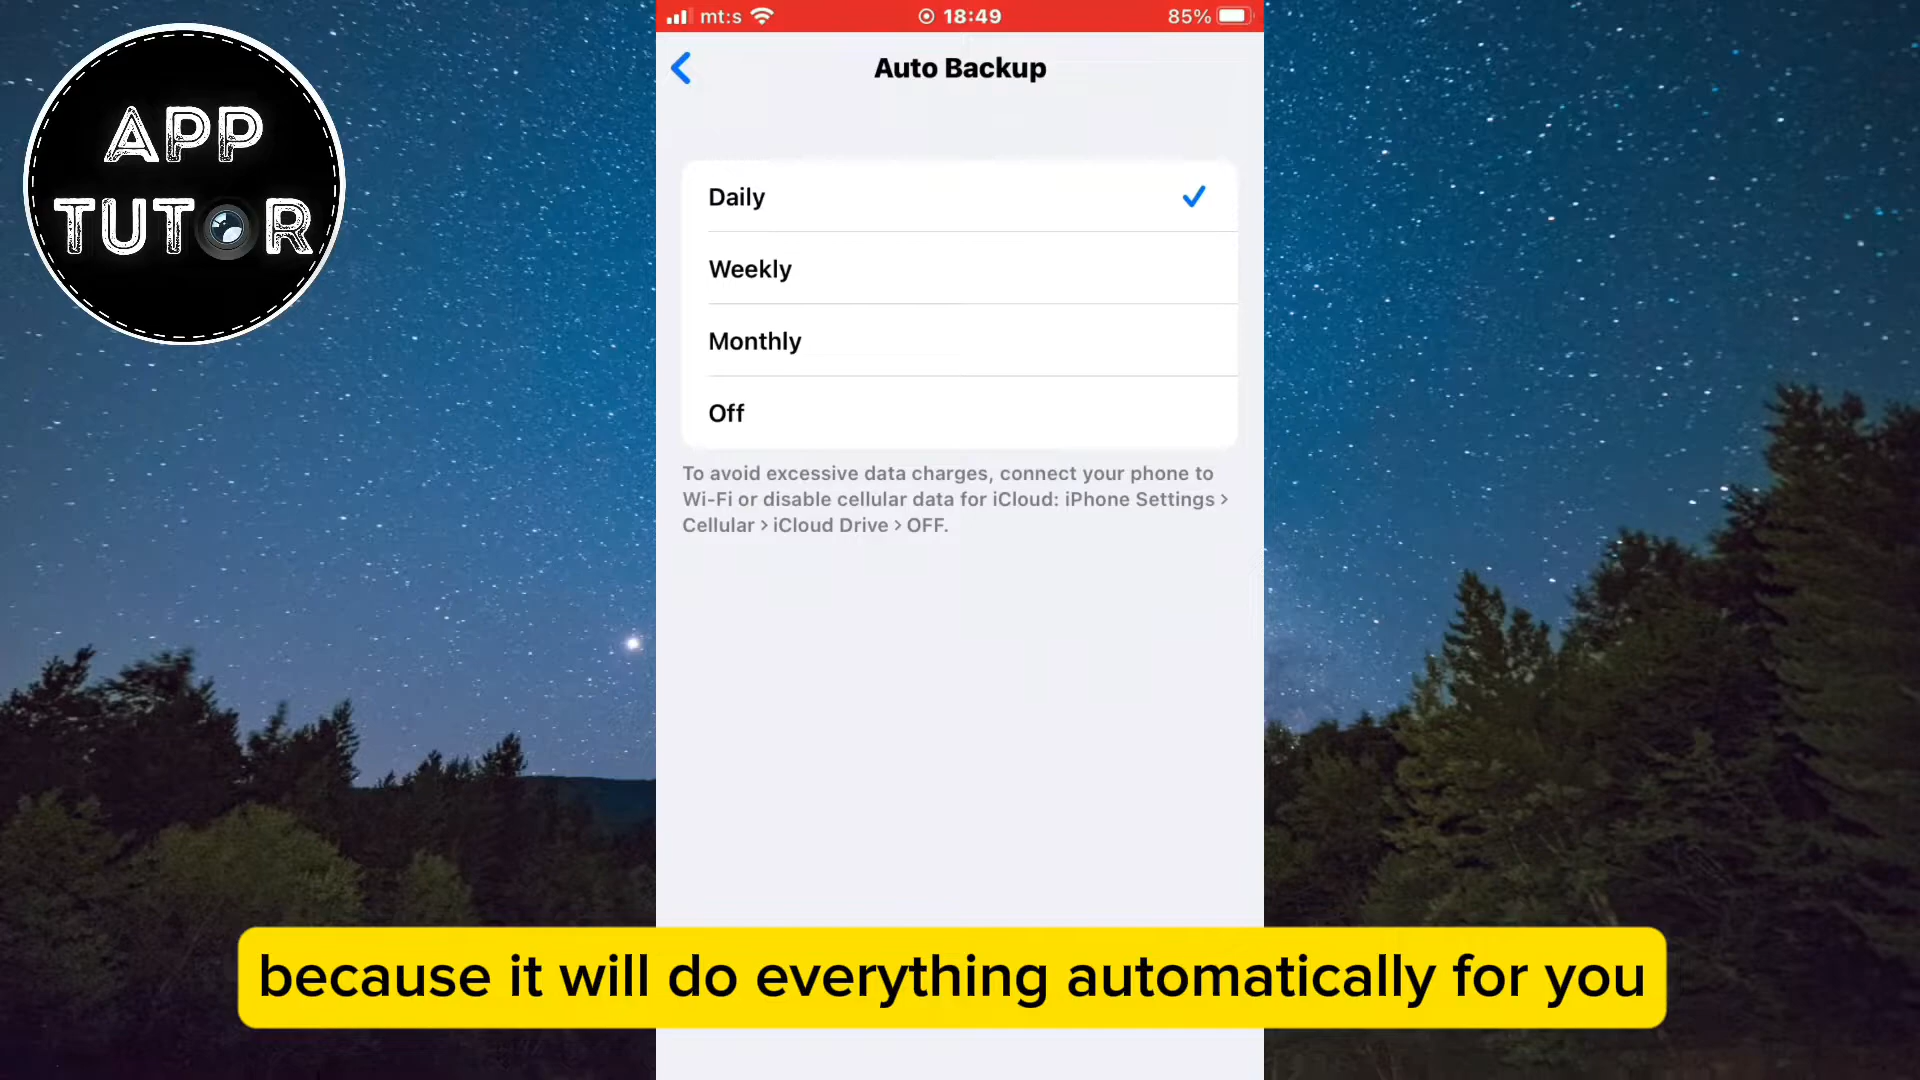 APP
TUTOR
mt:s
18:49
85%
Auto Backup
Daily
Weekly
Monthly
Off
To avoid excessive data charges, connect your phone to
Wi-Fi or disable cellular data for iCloud: iPhone Settings >
Cellular > iCloud Drive > OFF.
because it will do everything automatically for you